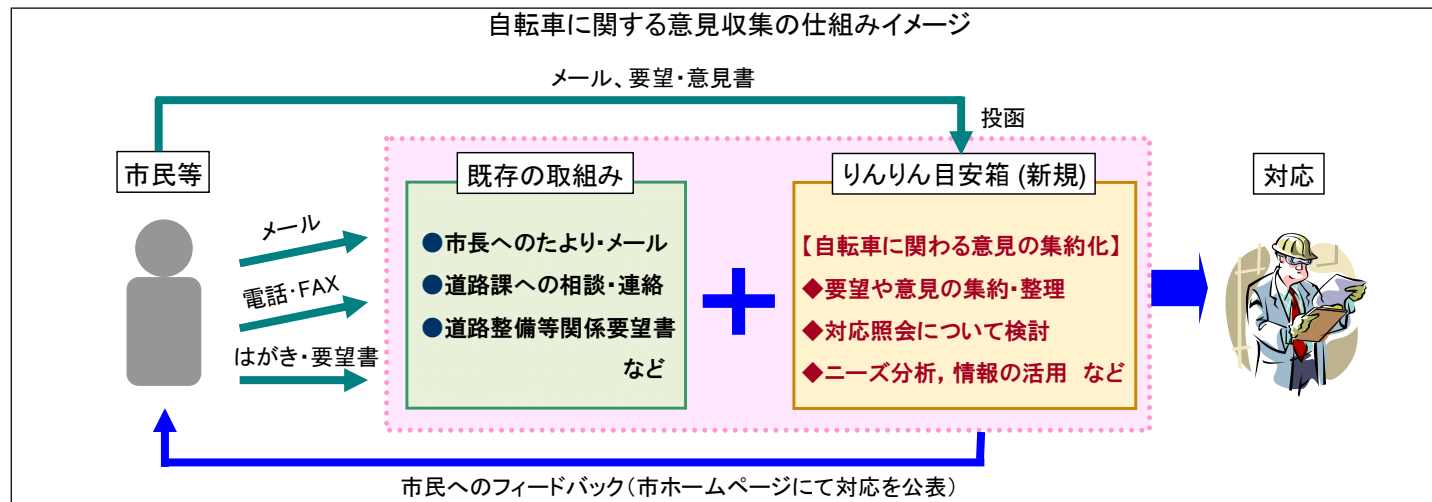 自転車に関する意見収集の仕組みイメージ
メール、要望・意見書
投函
市民等
既存の取組み
りんりん目安箱 (新規)
対応
メール
電話・FAX
はがき・要望書
●市長へのたより・メール
●道路課への相談・連絡
●道路整備等関係要望書
など
【自転車に関わる意見の集約化】
◆要望や意見の集約・整理
◆対応照会について検討
◆ニーズ分析, 情報の活用 など
市民へのフィードバック(市ホームページにて対応を公表)